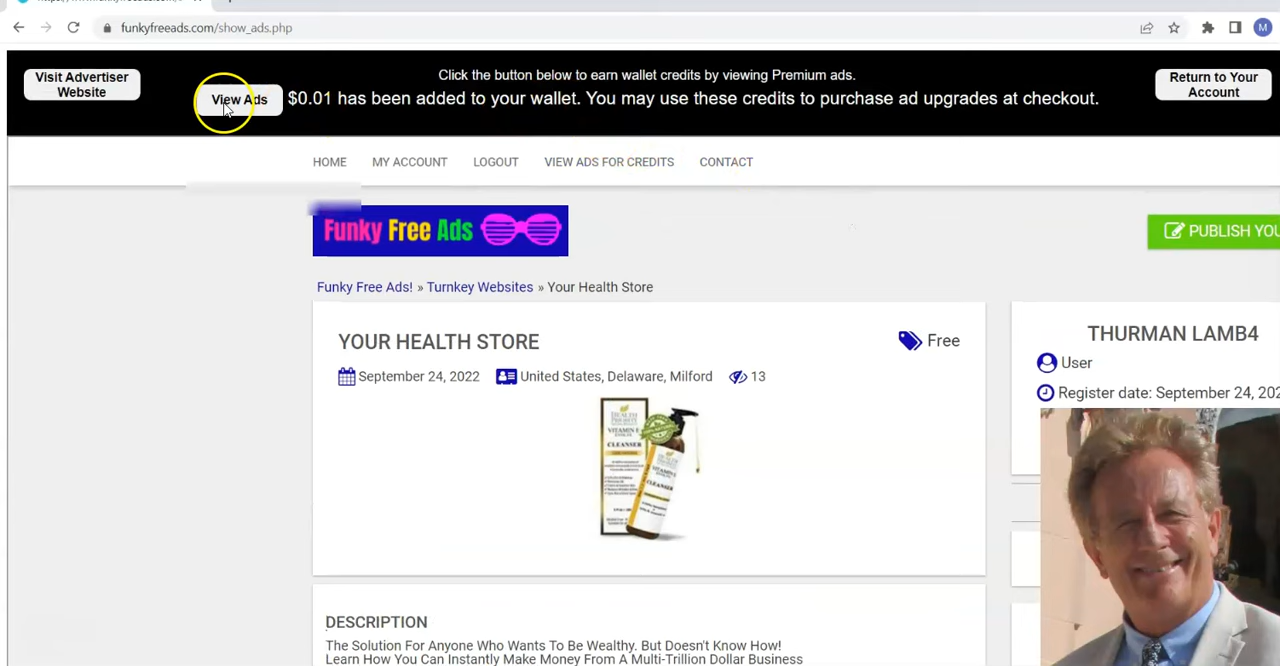 funkyfreeads.com/show_ads.php
M
Visit Advertiser
Website
View Ads
Click the button below to earn wallet credits by viewing Premium ads.
$0.01 has been added to your wallet. You may use these credits to purchase ad upgrades at checkout.
Return to Your
Account
HOME
MY ACCOUNT
LOGOUT
VIEW ADS FOR CREDITS
CONTACT
Funky Free Ads
PUBLISH YOU
Funky Free Ads! » Turnkey Websites » Your Health Store
YOUR HEALTH STORE
Free
September 24, 2022
United States, Delaware, Milford
13
VITAMIN E
CLEANSER
CLEANSER
THURMAN LAMB4
User
Register date: September 24, 202
DESCRIPTION
The Solution For Anyone Who Wants To Be Wealthy. But Doesn't Know How!
Learn How You Can Instantly Make Money From A Multi-Trillion Dollar Business